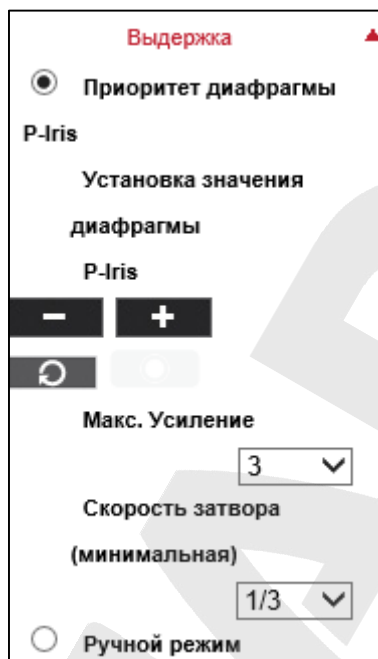 Выдержка
Приоритет диафрагмы
P-Iris
Установка значения
диафрагмы
P-Iris
Макс. Усиление
3
Скорость затвора
(минимальная)
1/3
Ручной режим